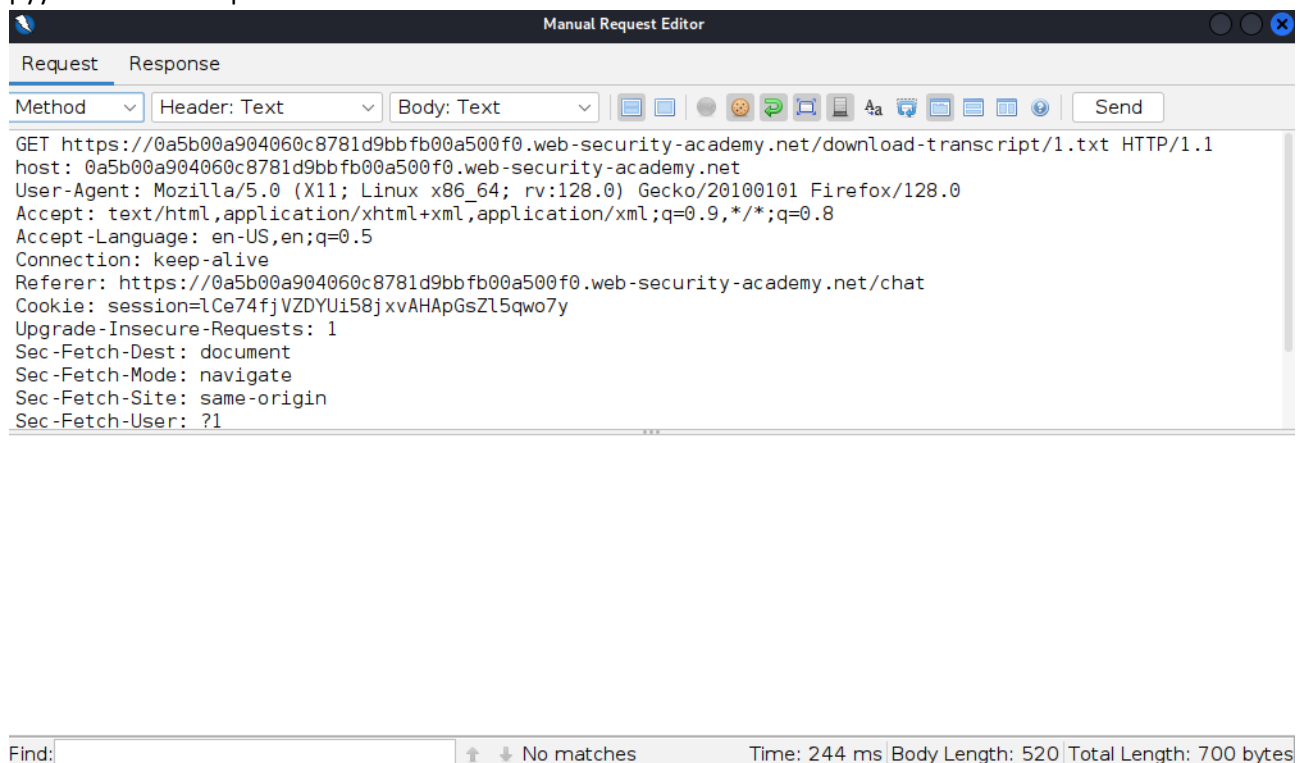 Manual Request Editor
Request Response
Method Header: Text Body: Text Send
GET https://0a5b00a904060c8781d9bbfb00a500f0.web-security-academy.net/download-transcript/1.txt HTTP/1.1
host: 0a5b00a904060c8781d9bbfb00a500f0.web-security-academy.net
User-Agent: Mozilla/5.0 (X11; Linux x86_64; rv:128.0) Gecko/20100101 Firefox/128.0
Accept: text/html,application/xhtml+xml,application/xml;q=0.9,*/*;q=0.8
Accept-Language: en-US,en;q=0.5
Connection: keep-alive
Referer: https://0a5b00a904060c8781d9bbfb00a500f0.web-security-academy.net/chat
Cookie: session=lCe74fjVZDYUi58jxvAHApGsZl5qwo7y
Upgrade-Insecure-Requests: 1
Sec-Fetch-Dest: document
Sec-Fetch-Mode: navigate
Sec-Fetch-Site: same-origin
Sec-Fetch-User: ?1
Find: No matches Time: 244 ms Body Length: 520 Total Length: 700 bytes